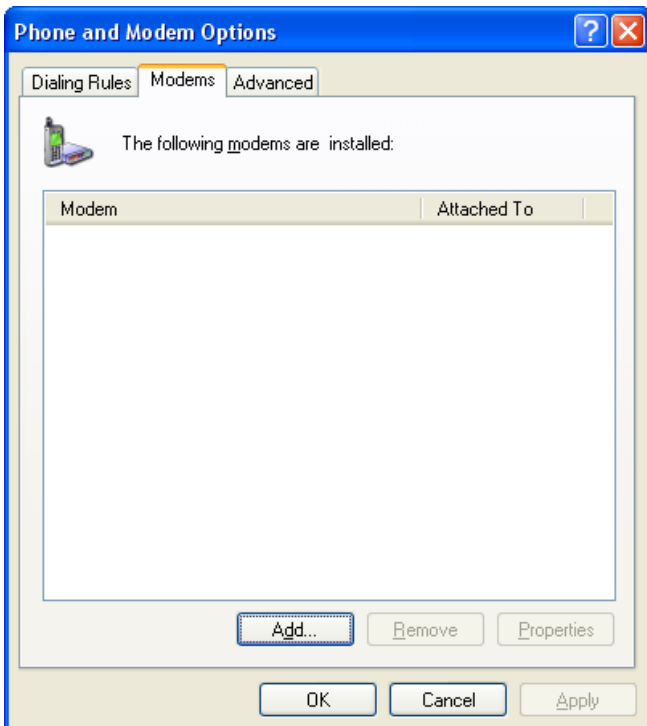 Phone and Modem Options
Dialing Rules Modems Advanced
The following modems are installed:
Modem Attached To
Add... Remove Properties
OK Cancel Apply